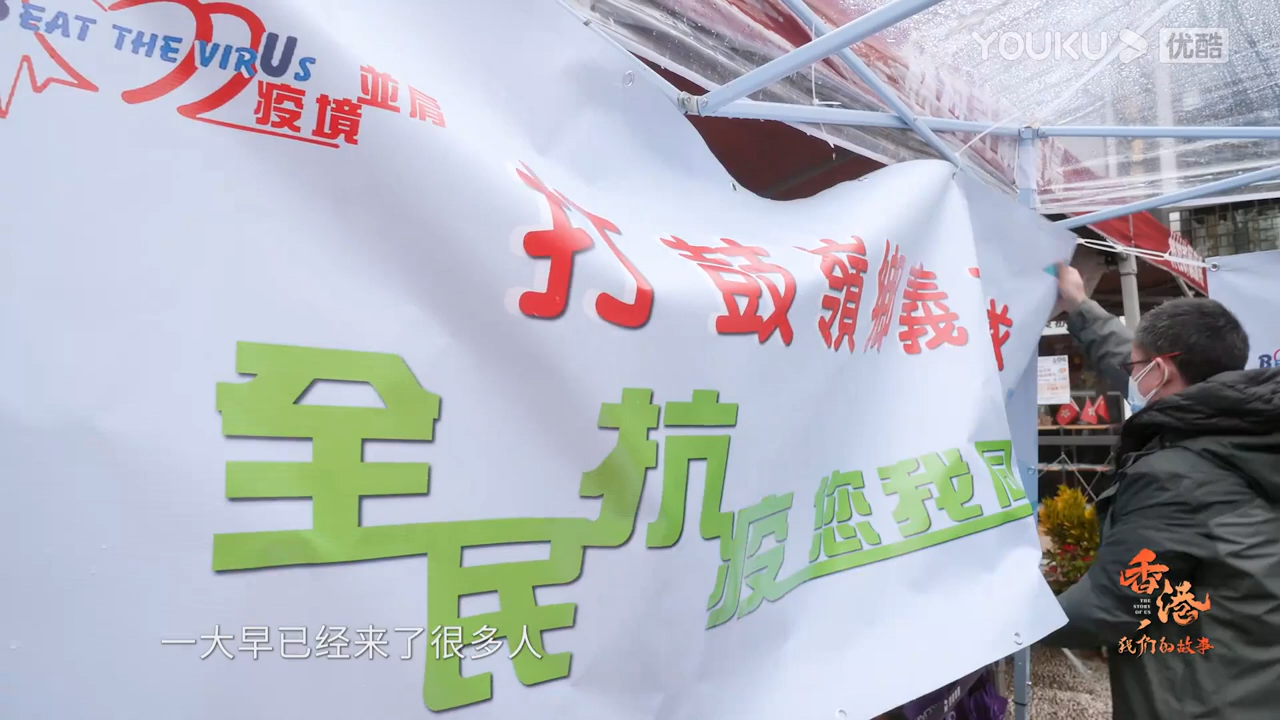 BEAT THE VIRUS
疫境並肩
YOUKU 优酷
打鼓嶺鄉義工
全民抗疫您我同
一大早已经来了很多人
香港
THE
STORY
OF US
我们的故事